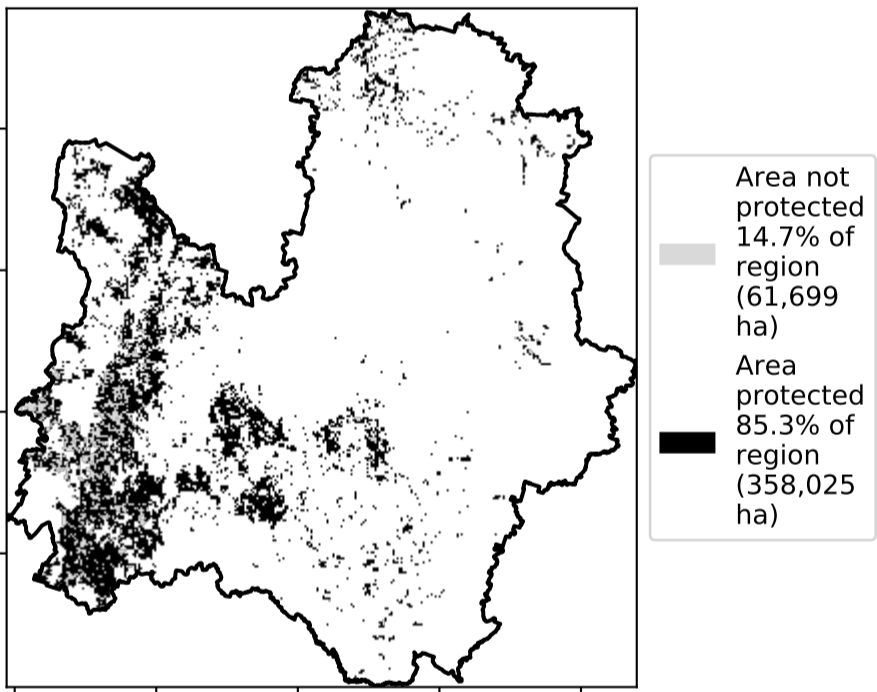 Area not
protected
14.7% of
region
(61,699
ha)
Area
protected
85.3% of
region
(358,025
ha)